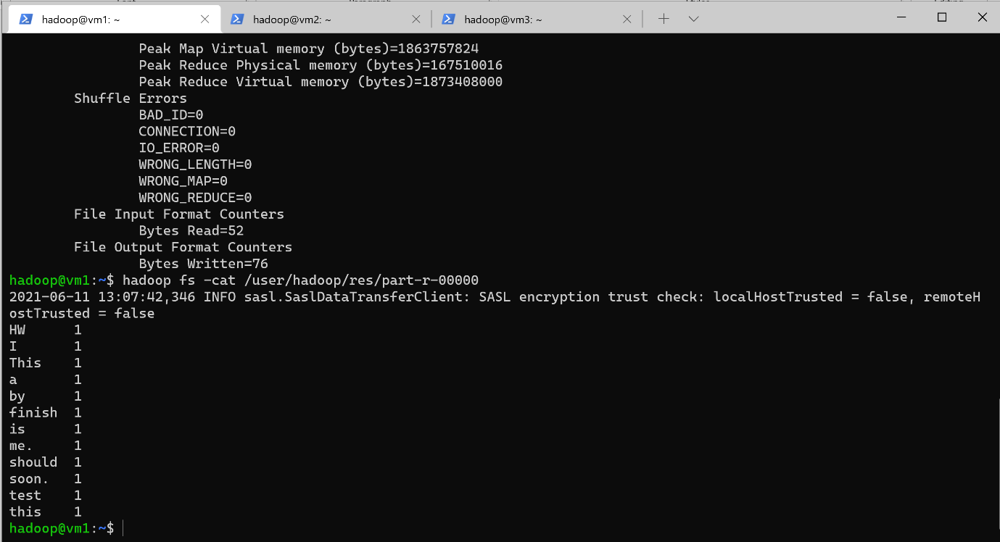 hadoop@vm1: ~
hadoop@vm2: ~
hadoop@vm3: ~
Peak Map Virtual memory (bytes)=1863757824
Peak Reduce Physical memory (bytes)=167510016
Peak Reduce Virtual memory (bytes)=1873408000
Shuffle Errors
BAD_ID=0
CONNECTION=0
IO_ERROR=0
WRONG_LENGTH=0
WRONG_MAP=0
WRONG_REDUCE=0
File Input Format Counters
Bytes Read=52
File Output Format Counters
Bytes Written=76
hadoop@vm1:~$ hadoop fs -cat /user/hadoop/res/part-r-00000
2021-06-11 13:07:42,346 INFO sasl.SaslDataTransferClient: SASL encryption trust check: localHostTrusted = false, remoteH
ostTrusted = false
HW 1
I 1
This 1
a 1
by 1
finish 1
is 1
me. 1
should 1
soon. 1
test 1
this 1
hadoop@vm1:~$